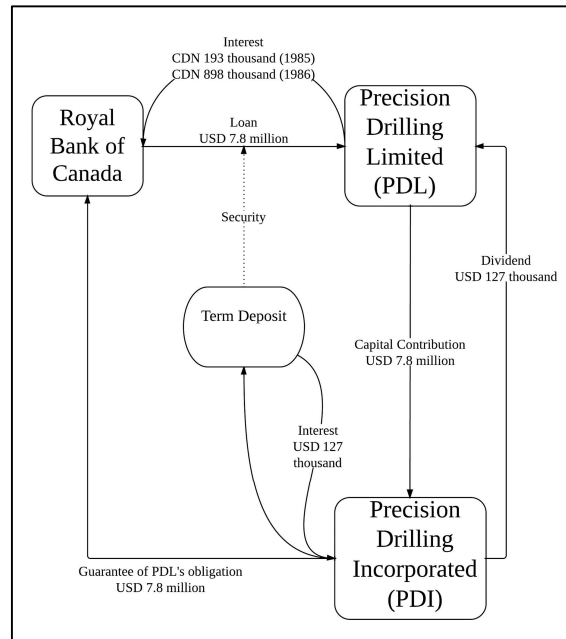 Interest
CDN 193 thousand (1985)
CDN 898 thousand (1986)
Royal
Bank of
Canada
Loan
USD 7.8 million
Precision
Drilling
Limited
(PDL)
Security
Dividend
USD 127 thousand
Term Deposit
Capital Contribution
USD 7.8 million
Interest
USD 127
thousand
Precision
Drilling
Incorporated
(PDI)
Guarantee of PDL's obligation
USD 7.8 million